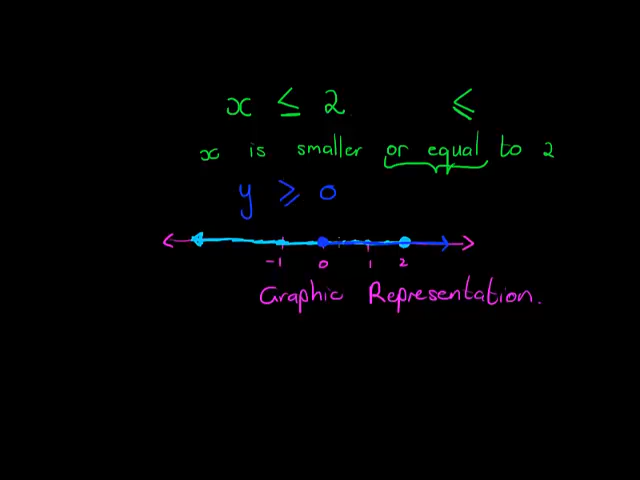 x ≤ 2 ≤
x is smaller or equal to 2
y ≥ 0
-1 0 1 2
Graphic Representation.